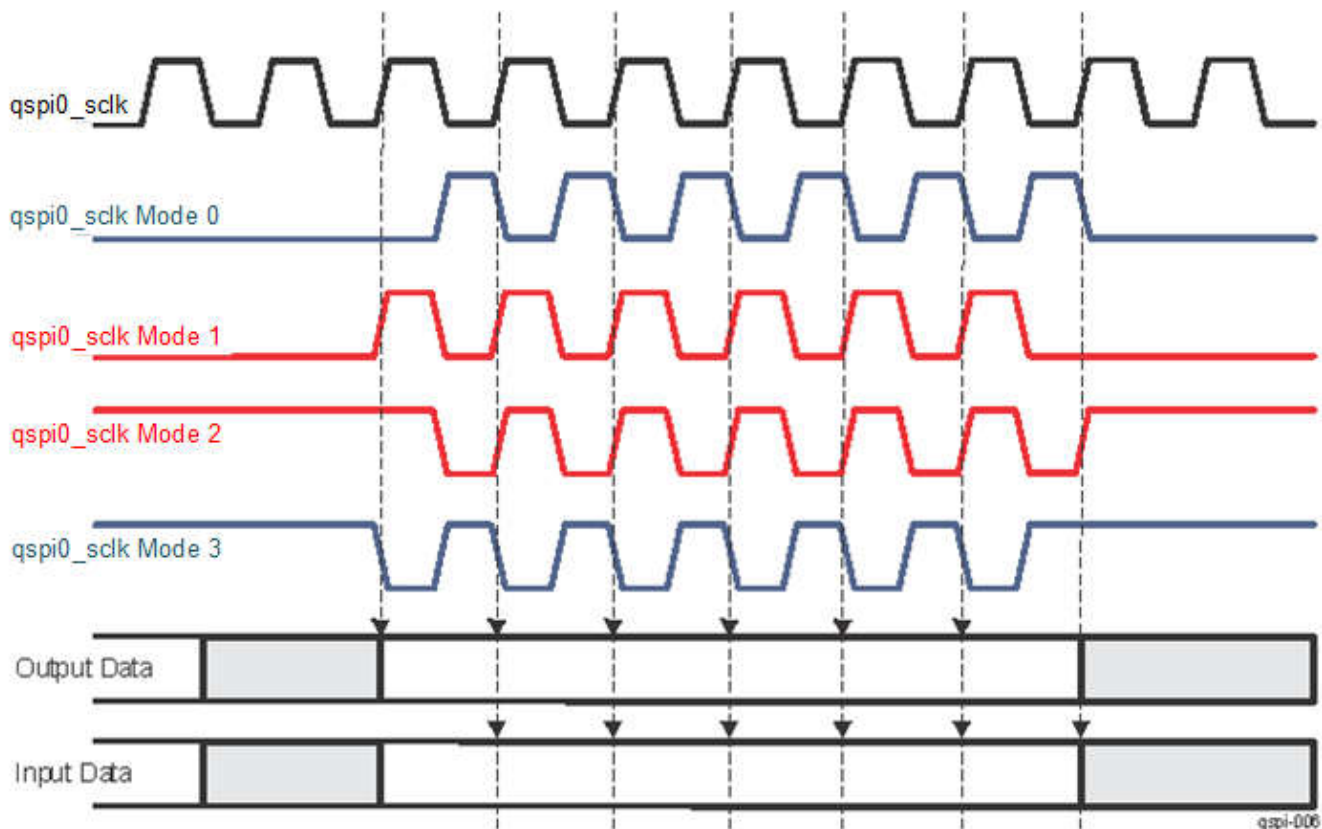 qspi0_sclk
qspi0_sclk Mode 0
qspi0_sclk Mode 1
qspi0_sclk Mode 2
qspi0_sclk Mode 3
Output Data
Input Data
qspi-006